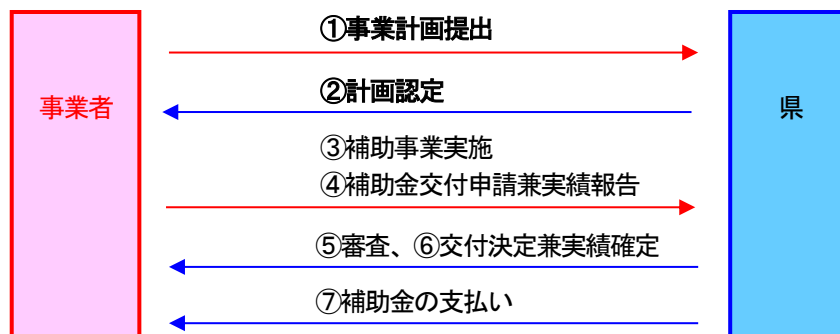 ①事業計画提出
②計画認定
事業者
県
③補助事業実施
④補助金交付申請兼実績報告
⑤審査、⑥交付決定兼実績確定
⑦補助金の支払い